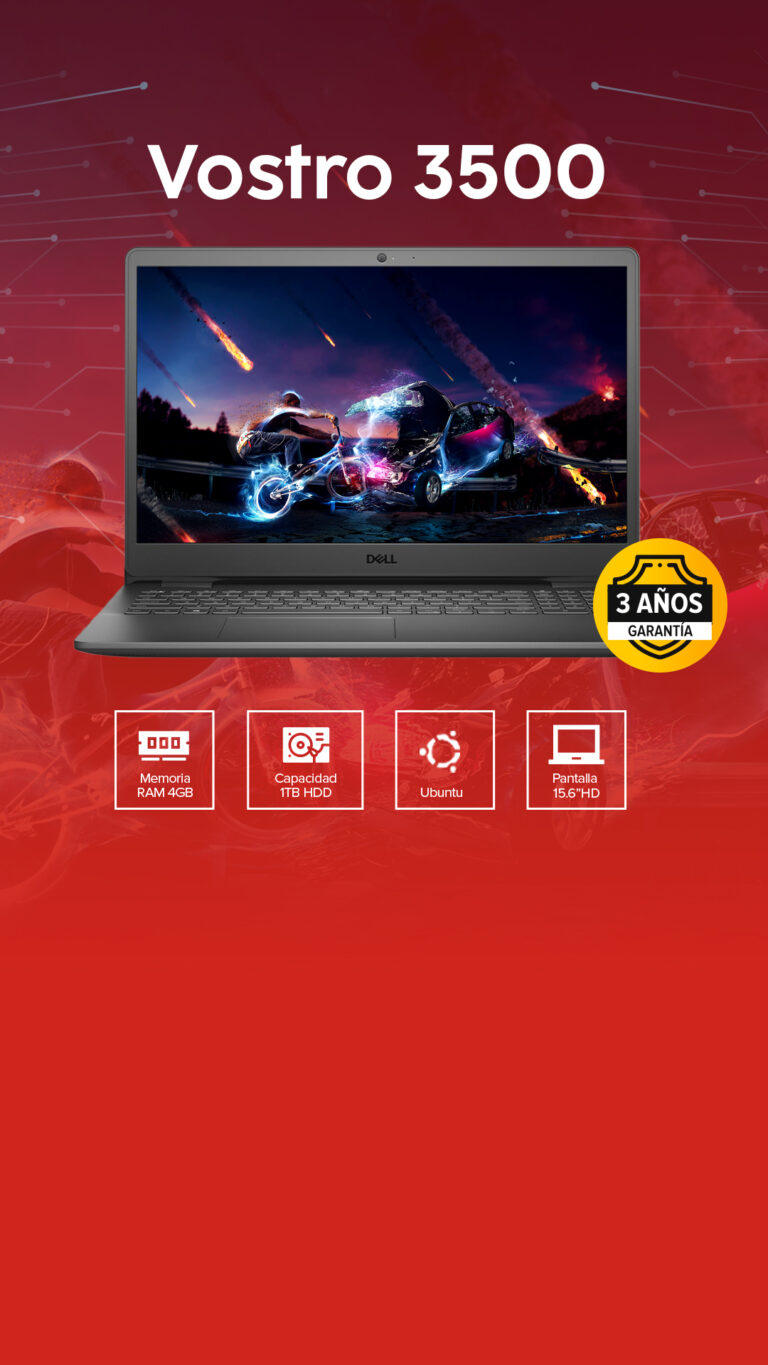 Vostro 3500
DELL
3 AÑOS
GARANTÍA
Memoria
RAM 4GB
Capacidad
1TB HDD
Ubuntu
Pantalla
15.6”HD